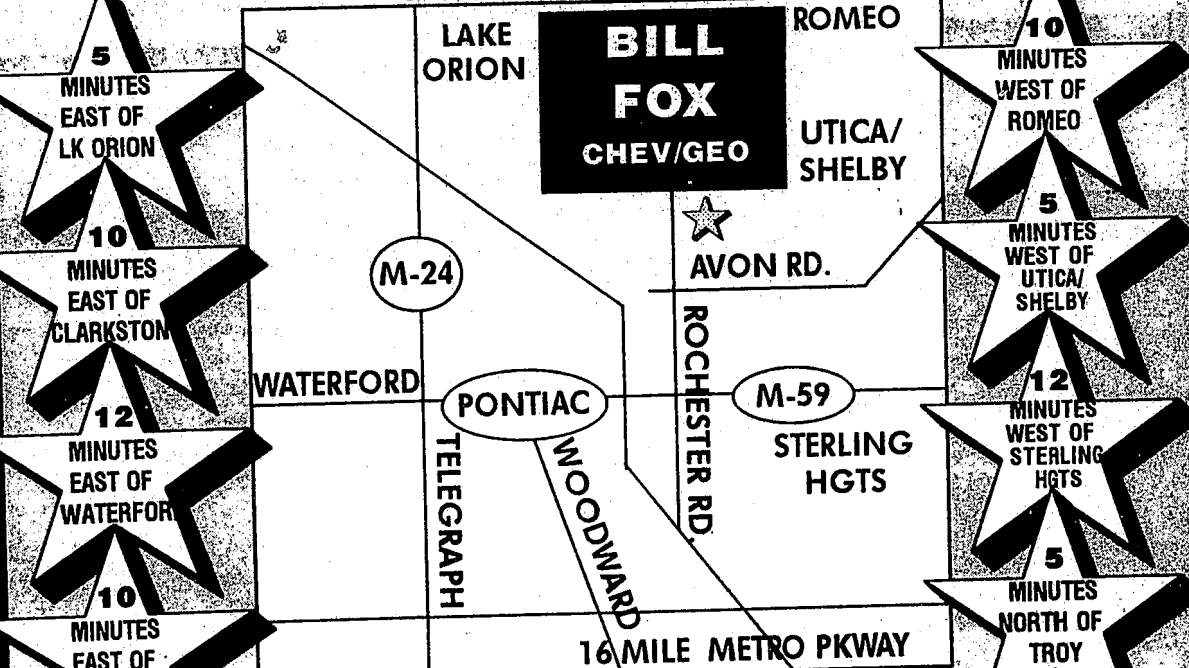 5
MINUTES
EAST OF
LK ORION
10
MINUTES
EAST OF
CLARKSTON
12
MINUTES
EAST OF
WATERFOR
10
MINUTES
EAST OF
LAKE
ORION
BILL
FOX
CHEV/GEO
ROMEO
UTICA/
SHELBY
AVON RD.
M-24
ROCHESTER RD.
WATERFORD
PONTIAC
M-59
STERLING
HGTS
TELEGRAPH
WOODWARD
16 MILE METRO PKWAY
10
MINUTES
WEST OF
ROMEO
5
MINUTES
WEST OF
UTICA/
SHELBY
12
MINUTES
WEST OF
STERLING
HGTS
5
MINUTES
NORTH OF
TROY